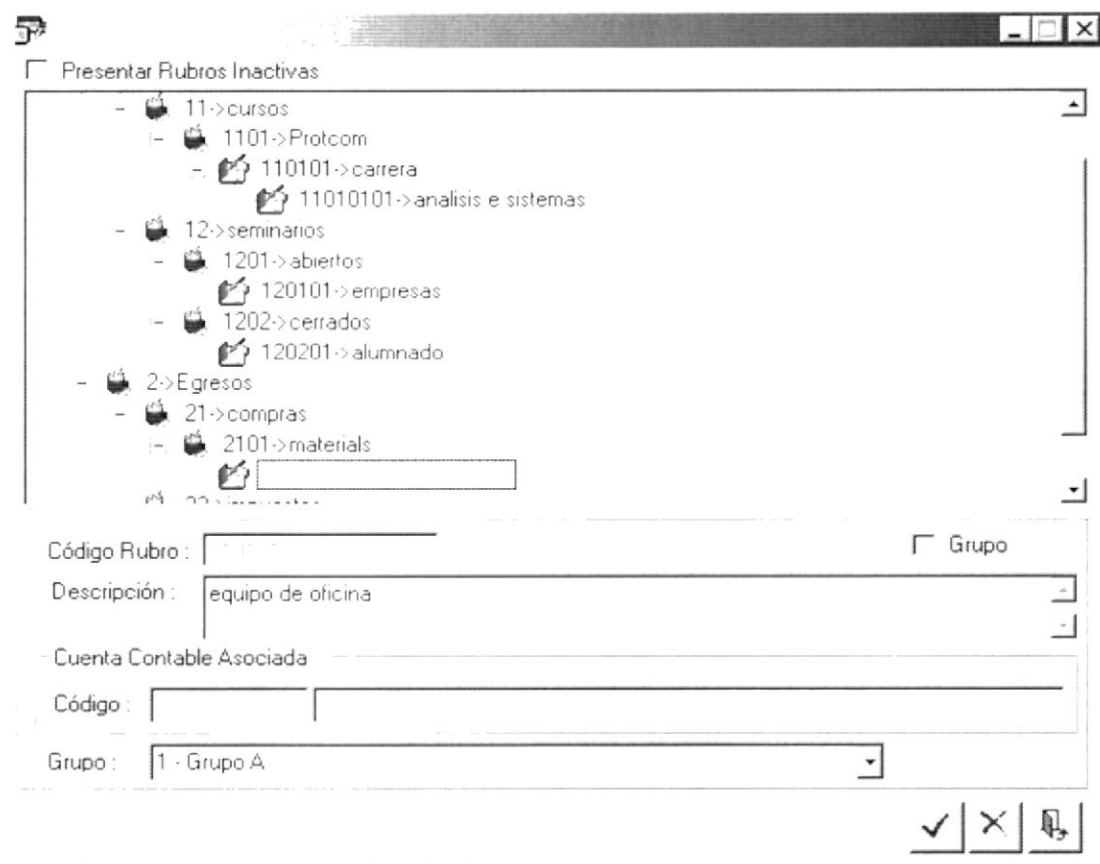 Presentar Rubros Inactivas
11->cursos
1101->Protcom
110101->carrera
11010101->analisis e sistemas
12->seminarios
1201->abiertos
120101->empresas
1202->cerrados
120201->alumnado
2->Egresos
21->compras
2101->materials
Código Rubro :
Grupo
Descripción :
equipo de oficina
Cuenta Contable Asociada
Código :
Grupo :
1 - Grupo A